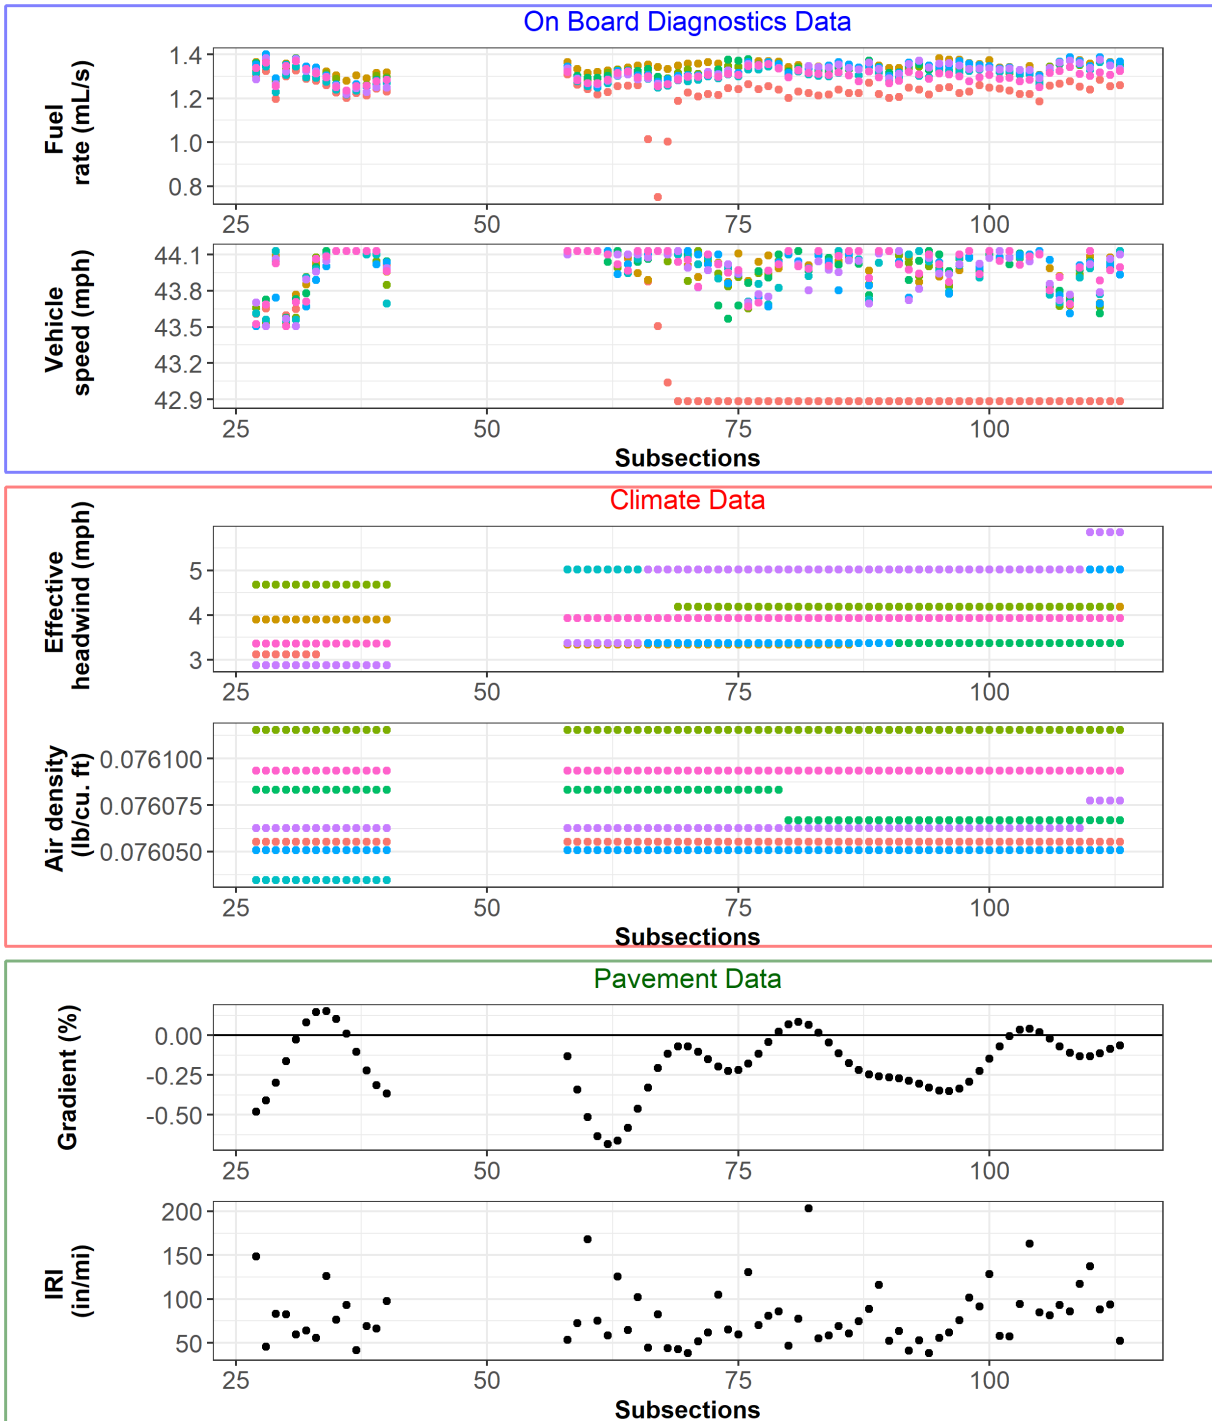 On Board Diagnostics Data
Fuel
rate (mL/s)
1.4
1.2
1.0
0.8
25 50 75 100
Vehicle
speed (mph)
44.1
43.8
43.5
43.2
42.9
25 50 75 100
Subsections
Climate Data
Effective
headwind (mph)
5
4
3
25 50 75 100
Air density
(lb/cu. ft)
0.076100
0.076075
0.076050
25 50 75 100
Subsections
Pavement Data
Gradient (%)
0.00
-0.25
-0.50
25 50 75 100
IRI
(in/mi)
200
150
100
50
25 50 75 100
Subsections